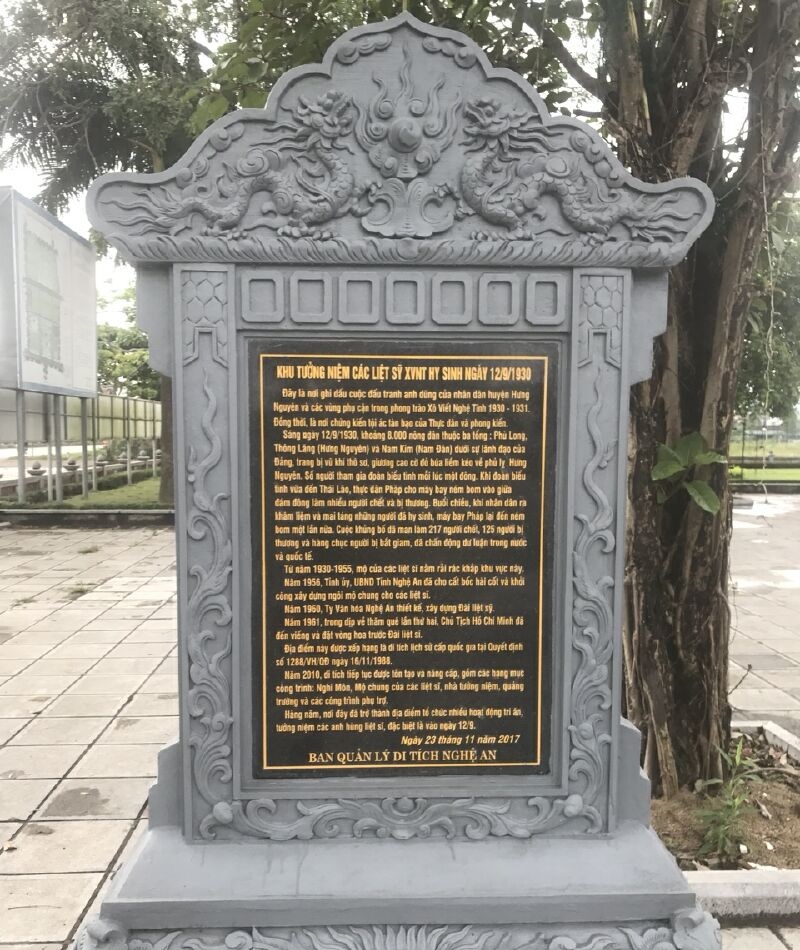 KHU TƯỞNG NIỆM CÁC LIỆT SỸ XVNT HY SINH NGÀY 12/9/1930
Đây là nơi ghi dấu cuộc đấu tranh anh dũng của nhân dân huyện Hưng
Nguyên và các vùng phụ cận trong phong trào Xô Viết Nghệ Tĩnh 1930 - 1931.
Đồng thời, là nơi chứng kiến tội ác tàn bạo của Thực dân và phong kiến.
Sáng ngày 12/9/1930, khoảng 8.000 nông dân thuộc ba tổng : Phù Long,
Thông Lãng (Hưng Nguyên) và Nam Kim (Nam Đàn) dưới sự lãnh đạo của
Đảng, trang bị vũ khí thô sơ, giương cao cờ đỏ búa liềm kéo về phủ lỵ Hưng
Nguyên. Số người tham gia đoàn biểu tình mỗi lúc một đông. Khi đoàn biểu
tình vừa đến Thái Lão, thực dân Pháp cho máy bay ném bom vào giữa
đám đông làm nhiều người chết và bị thương. Buổi chiều, khi nhân dân ra
khâm liệm và mai táng những người đã hy sinh, máy bay Pháp lại đến ném
bom một lần nữa. Cuộc khủng bố dã man làm 217 người chết, 125 người bị
thương và hàng chục người bị bắt giam, đã chấn động dư luận trong nước
và quốc tế.
Từ năm 1930-1955, mộ của các liệt sĩ nằm rải rác khắp khu vực này.
Năm 1956, Tỉnh ủy, UBND Tỉnh Nghệ An đã cho cất bốc hài cốt và khởi
công xây dựng ngôi mộ chung cho các liệt sĩ.
Năm 1960, Ty Văn hóa Nghệ An thiết kế, xây dựng Đài liệt sỹ.
Năm 1961, trong dịp về thăm quê lần thứ hai, Chủ Tịch Hồ Chí Minh đã
đến viếng và đặt vòng hoa trước Đài liệt sĩ.
Địa điểm này được xếp hạng là di tích lịch sử cấp quốc gia tại Quyết định
số 1288/VH/QĐ ngày 16/11/1988.
Năm 2010, di tích tiếp tục được tôn tạo và nâng cấp, gồm các hạng mục
công trình: Nghi Môn, Mộ chung của các liệt sĩ, nhà tưởng niệm, quảng
trường và các công trình phụ trợ.
Hàng năm, nơi đây đã trở thành địa điểm tổ chức nhiều hoạt động tri ân,
tưởng niệm các anh hùng liệt sĩ, đặc biệt là vào ngày 12/9.
Ngày 23 tháng 11 năm 2017
BAN QUẢN LÝ DI TÍCH NGHỆ AN